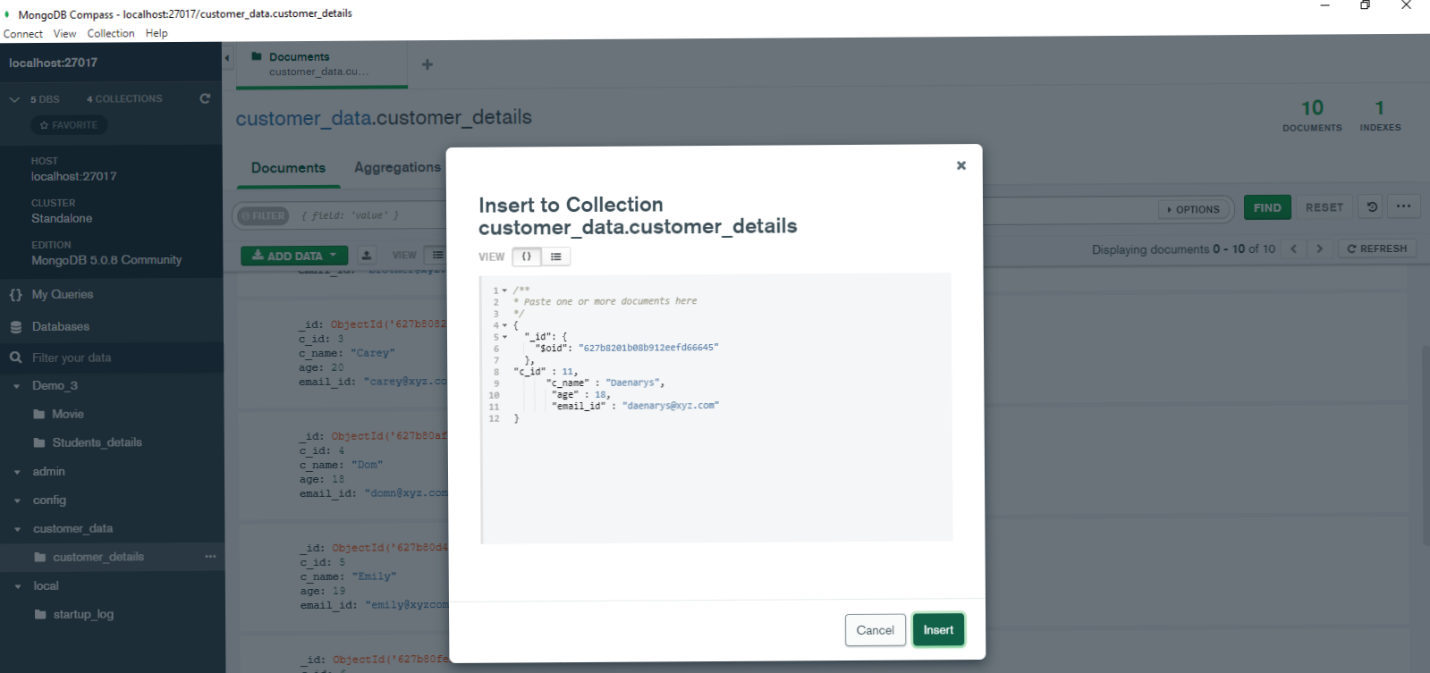 MongoDB Compass - localhost:27017/customer_data.customer_details
Connect View Collection Help
localhost:27017
5 DBS 4 COLLECTIONS
FAVORITE
HOST
localhost:27017
CLUSTER
Standalone
EDITION
MongoDB 5.0.8 Community
{} My Queries
Databases
Filter your data
Demo_3
Movie
Students_details
admin
config
customer_data
customer_details ...
local
startup_log
Documents
customer_data.cu...
+
customer_data.customer_details
10
DOCUMENTS
1
INDEXES
Documents Aggregations
FILTER { field: 'value' }
OPTIONS FIND RESET ...
ADD DATA VIEW
Displaying documents 0 - 10 of 10 < > REFRESH
_id: ObjectId('627b8082
c_id: 3
c_name: "Carey"
age: 20
email_id: "carey@xyz.co
_id: ObjectId('627b80af
c_id: 4
c_name: "Dom"
age: 18
email_id: "domn@xyz.com
_id: ObjectId('627b80d4
c_id: 5
c_name: "Emily"
age: 19
email_id: "emily@xyzcom
_id: ObjectId('627b80fe
Insert to Collection
customer_data.customer_details
VIEW {}
1 /**
2 * Paste one or more documents here
3 */
4 {
5 "_id": {
6 "$oid": "627b8201b08b912eefd66645"
7 },
8 "c_id" : 11,
9 "c_name" : "Daenarys",
10 "age" : 18,
11 "email_id" : "daenarys@xyz.com"
12 }
Cancel Insert